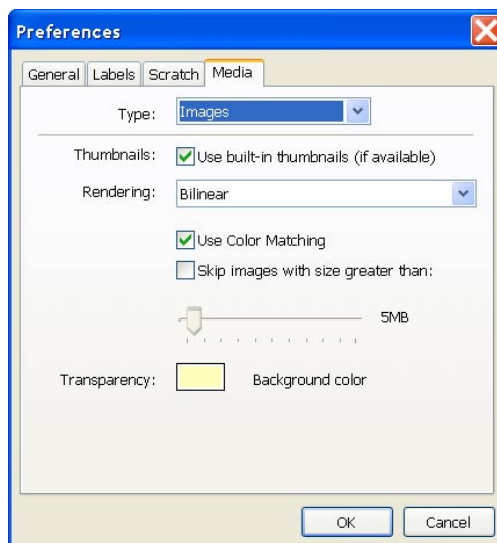 Preferences
General Labels Scratch Media
Type: Images
Thumbnails: Use built-in thumbnails (if available)
Rendering: Bilinear
Use Color Matching
Skip images with size greater than:
5MB
Transparency: Background color
OK Cancel